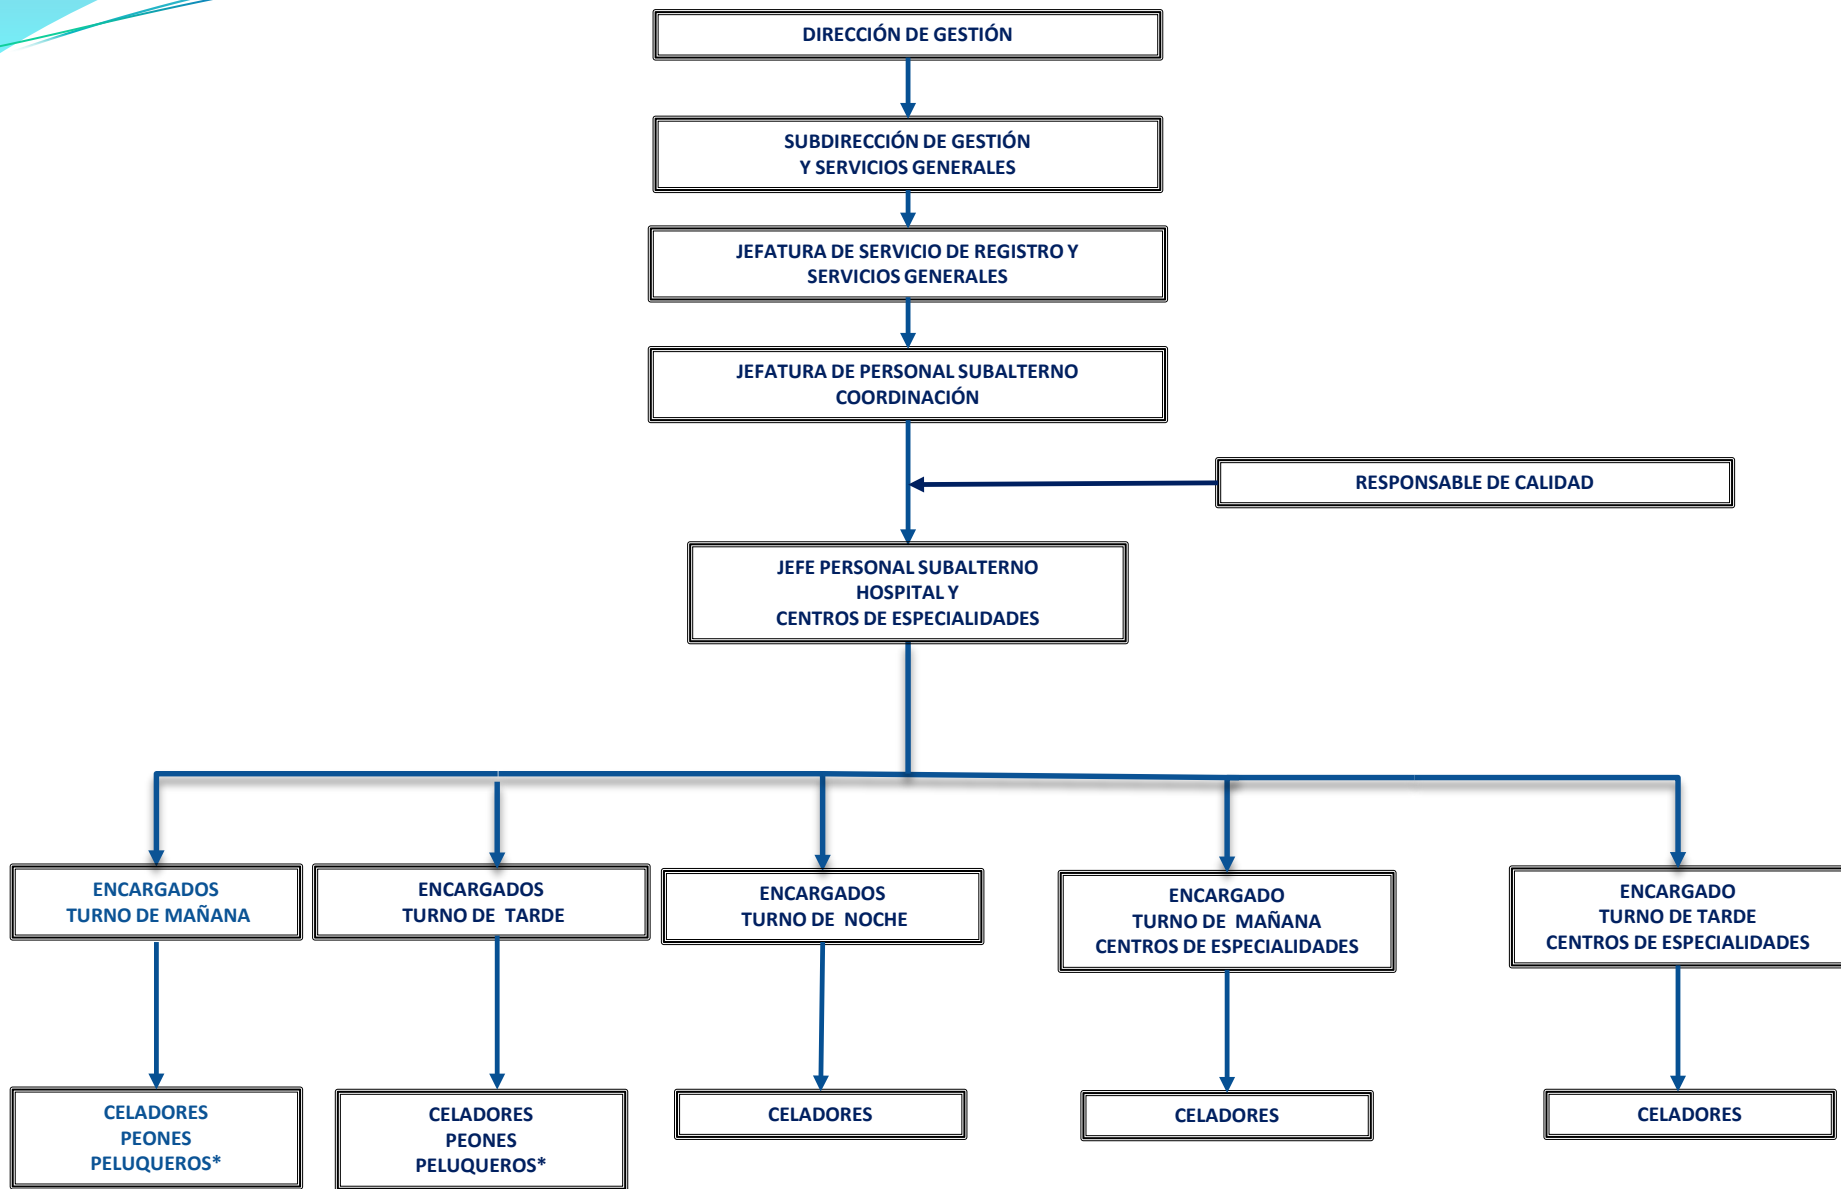 DIRECCIÓN DE GESTIÓN
SUBDIRECCIÓN DE GESTIÓN
Y SERVICIOS GENERALES
JEFATURA DE SERVICIO DE REGISTRO Y
SERVICIOS GENERALES
JEFATURA DE PERSONAL SUBALTERNO
COORDINACIÓN
RESPONSABLE DE CALIDAD
JEFE PERSONAL SUBALTERNO
HOSPITAL Y
CENTROS DE ESPECIALIDADES
ENCARGADOS
TURNO DE MAÑANA
ENCARGADOS
TURNO DE TARDE
ENCARGADOS
TURNO DE NOCHE
ENCARGADO
TURNO DE MAÑANA
CENTROS DE ESPECIALIDADES
ENCARGADO
TURNO DE TARDE
CENTROS DE ESPECIALIDADES
CELADORES
PEONES
PELUQUEROS*
CELADORES
PEONES
PELUQUEROS*
CELADORES
CELADORES
CELADORES